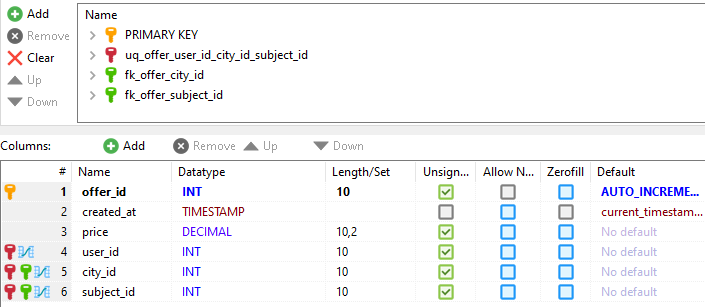 Add
Remove
Clear
Up
Down
Name
PRIMARY KEY
uq_offer_user_id_city_id_subject_id
fk_offer_city_id
fk_offer_subject_id
Columns: Add Remove Up Down
# Name Datatype Length/Set Unsign... Allow N... Zerofill Default
1 offer_id INT 10 AUTO_INCREME...
2 created_at TIMESTAMP current_timestam...
3 price DECIMAL 10,2 No default
4 user_id INT 10 No default
5 city_id INT 10 No default
6 subject_id INT 10 No default